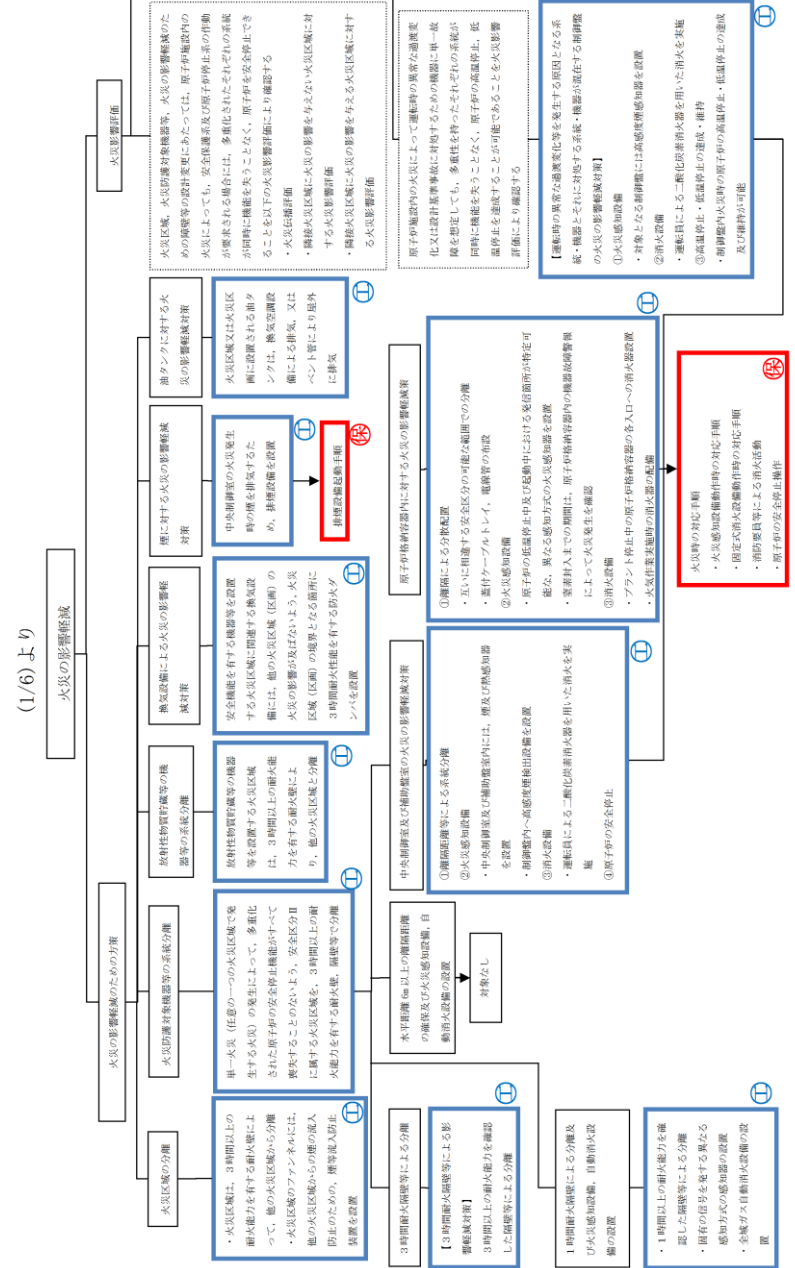 (1/6) より
火災の影響軽減
火災の影響軽減のための方策
火災区域の分離
・火災区域は、3時間以上の
耐火能力を有する耐火壁によ
って、他の火災区域から分離
・火災区域のファンネルには、
他の火災区域からの煙の流入
防止のための、煙等流入防止
装置を設置
工
火災防護対象機器等の系統分離
単一火災（任意の一つの火災区域で発
生する火災）の発生によって、多重化
された原子炉の安全停止機能がすべて
喪失することのないよう、安全区分Ⅱ
に属する火災区域を、3時間以上の耐
火能力を有する耐火壁、隔壁等で分離
工
放射性物質貯蔵等の機
器等の系統分離
放射性物質貯蔵等の機器
等を設置する火災区域
は、3時間以上の耐火能
力を有する耐火壁によ
り、他の火災区域と分離
工
換気設備による火災の影響軽
減対策
安全機能を有する機器等を設置
する火災区域に関連する換気設
備には、他の火災区域（区画）の
火災の影響が及ばないよう、火災
区域（区画）の境界となる箇所に
3時間耐火性能を有する防火ダ
ンパを設置
工
煙に対する火災の影響軽減
対策
中央制御室の火災発生
時の煙を排気するた
め、排煙設備を設置
工
排煙設備起動手順
保
油タンクに対する火
災の影響軽減対策
火災区域又は火災区
画に設置される油タ
ンクは、換気空調設
備による排気、又は
ベント管により屋外
に排気
工
火災影響評価
火災区域、火災防護対象機器等、火災の影響軽減のた
めの障壁等の設計変更にあたっては、原子炉施設内の
火災によっても、安全保護系及び原子炉停止系の作動
が要求される場合には、多重化されたそれぞれの系統
が同時に機能を失うことなく、原子炉を安全停止でき
ることを以下の火災影響評価により確認する
・火災伝播評価
・隣接火災区域に火災の影響を与えない火災区域に対
する火災影響評価
・隣接火災区域に火災の影響を与える火災区域に対す
る火災影響評価
原子炉施設内の火災によって運転時の異常な過渡変
化又は設計基準事故に対処するための機器に単一故
障を想定しても、多重性を持ったそれぞれの系統が
同時に機能を失うことなく、原子炉の高温停止、低
温停止を達成することが可能であることを火災影響
評価により確認する
【運転時の異常な過渡変化等を発生する原因となる系
統・機器とそれに対処する系統・機器が混在する制御盤
の火災の影響軽減対策】
①火災感知設備
・対象となる制御盤には高感度煙感知器を設置
②消火設備
・運転員による二酸化炭素消火器を用いた消火を実施
③高温停止・低温停止の達成・維持
・制御盤内火災時の原子炉の高温停止・低温停止の達成
及び維持が可能
工
3時間耐火隔壁等による分離
【3時間耐火隔壁等による影
響軽減対策】
3時間以上の耐火能力を確認
した隔壁等による分離
工
水平距離 6m 以上の離隔距離
の確保及び火災感知設備、自
動消火設備の設置
対象なし
1時間耐火隔壁による分離及
び火災感知設備、自動消火設
備の設置
・1時間以上の耐火能力を確
認した隔壁等による分離
・固有の信号を発する異なる
感知方式の感知器の設置
・全域ガス自動消火設備の設
置
工
中央制御室及び補助盤室の火災の影響軽減対策
①離隔距離等による系統分離
②火災感知設備
・中央制御室及び補助盤室内には、煙及び熱感知器
を設置
・制御盤内へ高感度煙検出設備を設置
③消火設備
・運転員による二酸化炭素消火器を用いた消火を実
施
④原子炉の安全停止
工
原子炉格納容器内に対する火災の影響軽減策
①離隔による分散配置
・互いに相違する安全区分の可能な範囲での分離
・蓋付ケーブルトレイ、電線管の布設
②火災感知設備
・原子炉の低温停止中及び起動中における発信箇所が特定可
能な、異なる感知方式の火災感知器を設置
・窒素封入までの期間は、原子炉格納容器内の機器故障警報
によって火災発生を確認
③消火設備
・プラント停止中の原子炉格納容器の各入口への消火器設置
・火気作業実施時の消火器の配備
工
火災時の対応手順
・火災感知設備動作時の対応手順
・固定式消火設備動作時の対応手順
・消防要員等による消火活動
・原子炉の安全停止操作
保